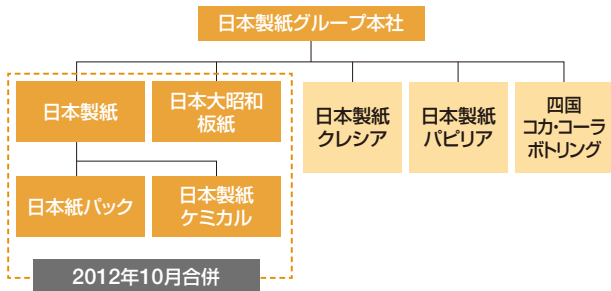 日本製紙グループ本社
日本製紙
日本大昭和
板紙
日本製紙
クレシア
日本製紙
パピリア
四国
コカ・コーラ
ボトリング
日本紙パック
日本製紙
ケミカル
2012年10月合併